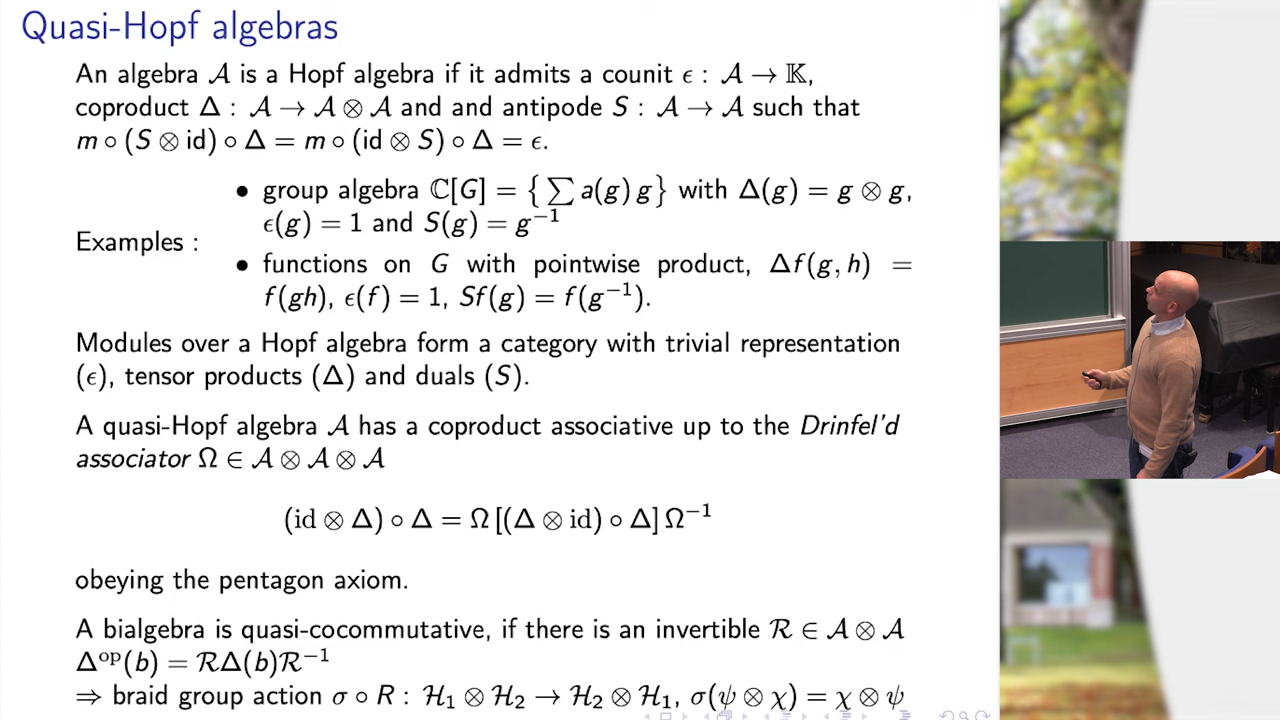 Quasi-Hopf algebras
An algebra 𝒜 is a Hopf algebra if it admits a counit ϵ : 𝒜 → 𝕂,
coproduct Δ : 𝒜 → 𝒜 ⊗ 𝒜 and and antipode S : 𝒜 → 𝒜 such that
m ∘ (S ⊗ id) ∘ Δ = m ∘ (id ⊗ S) ∘ Δ = ϵ.
• group algebra ℂ[G] = {∑ a(g) g} with Δ(g) = g ⊗ g,
ϵ(g) = 1 and S(g) = g⁻¹
Examples :
• functions on G with pointwise product, Δf(g, h) =
f(gh), ϵ(f) = 1, Sf(g) = f(g⁻¹).
Modules over a Hopf algebra form a category with trivial representation
(ϵ), tensor products (Δ) and duals (S).
A quasi-Hopf algebra 𝒜 has a coproduct associative up to the Drinfel'd
associator Ω ∈ 𝒜 ⊗ 𝒜 ⊗ 𝒜
(id ⊗ Δ) ∘ Δ = Ω [(Δ ⊗ id) ∘ Δ] Ω⁻¹
obeying the pentagon axiom.
A bialgebra is quasi-cocommutative, if there is an invertible ℛ ∈ 𝒜 ⊗ 𝒜
Δᵒᵖ(b) = ℛΔ(b)ℛ⁻¹
⇒ braid group action σ ∘ R : ℋ₁ ⊗ ℋ₂ → ℋ₂ ⊗ ℋ₁, σ(ψ ⊗ χ) = χ ⊗ ψ